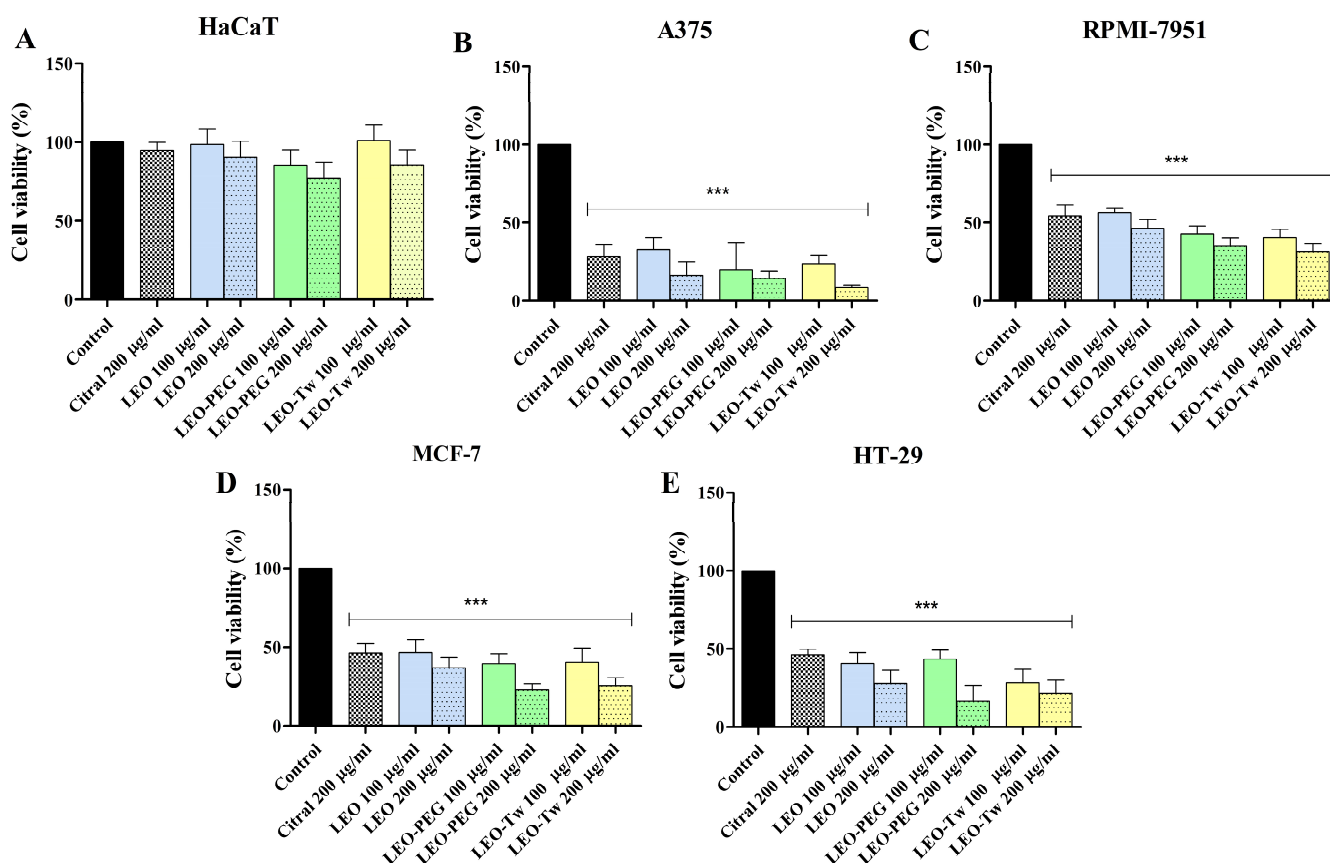 A
HaCaT
Cell viability (%)
150
100
50
0
Control
Citral 200 µg/ml
LEO 100 µg/ml
LEO 200 µg/ml
LEO-PEG 100 µg/ml
LEO-PEG 200 µg/ml
LEO-Tw 100 µg/ml
LEO-Tw 200 µg/ml
B
A375
Cell viability (%)
150
100
50
0
***
Control
Citral 200 µg/ml
LEO 100 µg/ml
LEO 200 µg/ml
LEO-PEG 100 µg/ml
LEO-PEG 200 µg/ml
LEO-Tw 100 µg/ml
LEO-Tw 200 µg/ml
C
RPMI-7951
Cell viability (%)
150
100
50
0
***
Control
Citral 200 µg/ml
LEO 100 µg/ml
LEO 200 µg/ml
LEO-PEG 100 µg/ml
LEO-PEG 200 µg/ml
LEO-Tw 100 µg/ml
LEO-Tw 200 µg/ml
D
MCF-7
Cell viability (%)
150
100
50
0
***
Control
Citral 200 µg/ml
LEO 100 µg/ml
LEO 200 µg/ml
LEO-PEG 100 µg/ml
LEO-PEG 200 µg/ml
LEO-Tw 100 µg/ml
LEO-Tw 200 µg/ml
E
HT-29
Cell viability (%)
150
100
50
0
***
Control
Citral 200 µg/ml
LEO 100 µg/ml
LEO 200 µg/ml
LEO-PEG 100 µg/ml
LEO-PEG 200 µg/ml
LEO-Tw 100 µg/ml
LEO-Tw 200 µg/ml